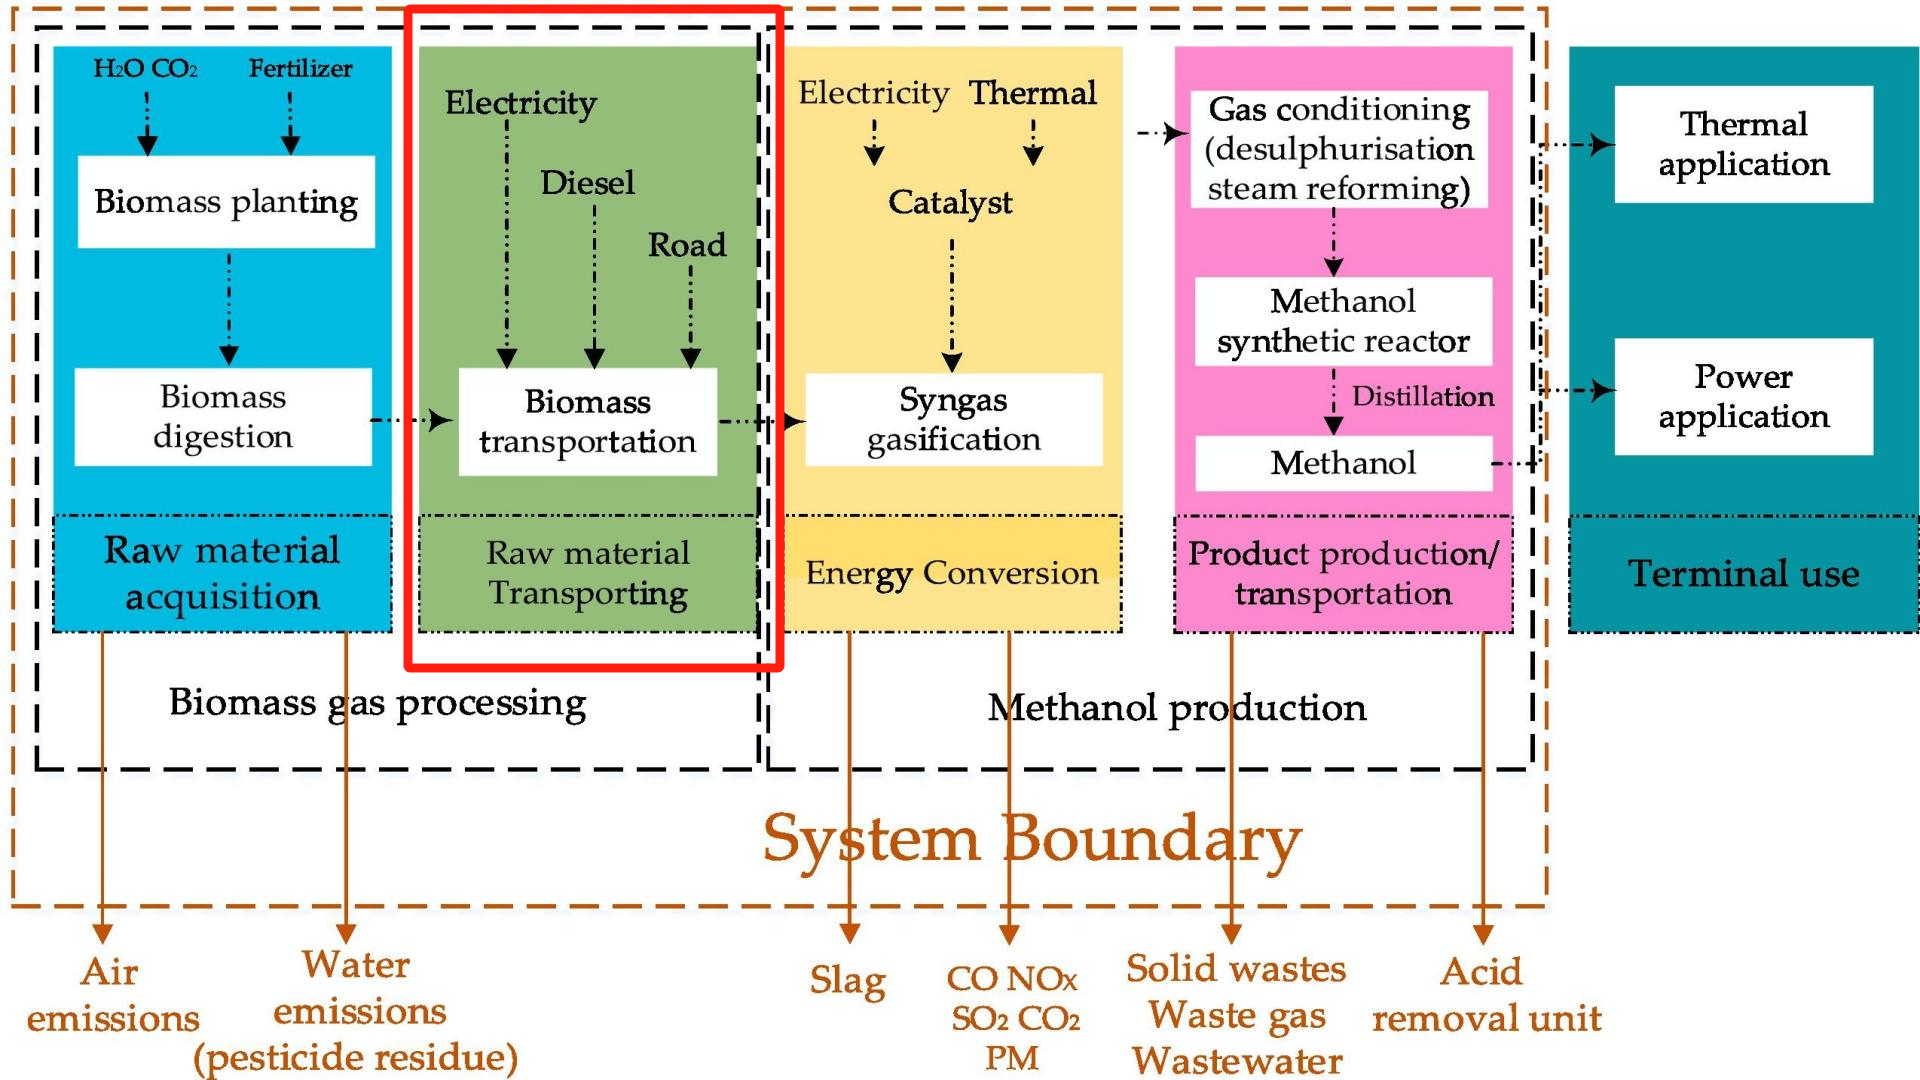 H₂O CO₂
Fertilizer
Biomass planting
Biomass
digestion
Raw material
acquisition
Electricity
Diesel
Road
Biomass
transportation
Raw material
Transporting
Biomass gas processing
Electricity
Thermal
Catalyst
Syngas
gasification
Energy Conversion
Gas conditioning
(desulphurisation
steam reforming)
Methanol
synthetic reactor
Distillation
Methanol
Product production/
transportation
Methanol production
Thermal
application
Power
application
Terminal use
System Boundary
Air
emissions
Water
emissions
(pesticide residue)
Slag
CO NOx
SO₂ CO₂
PM
Solid wastes
Waste gas
Wastewater
Acid
removal unit